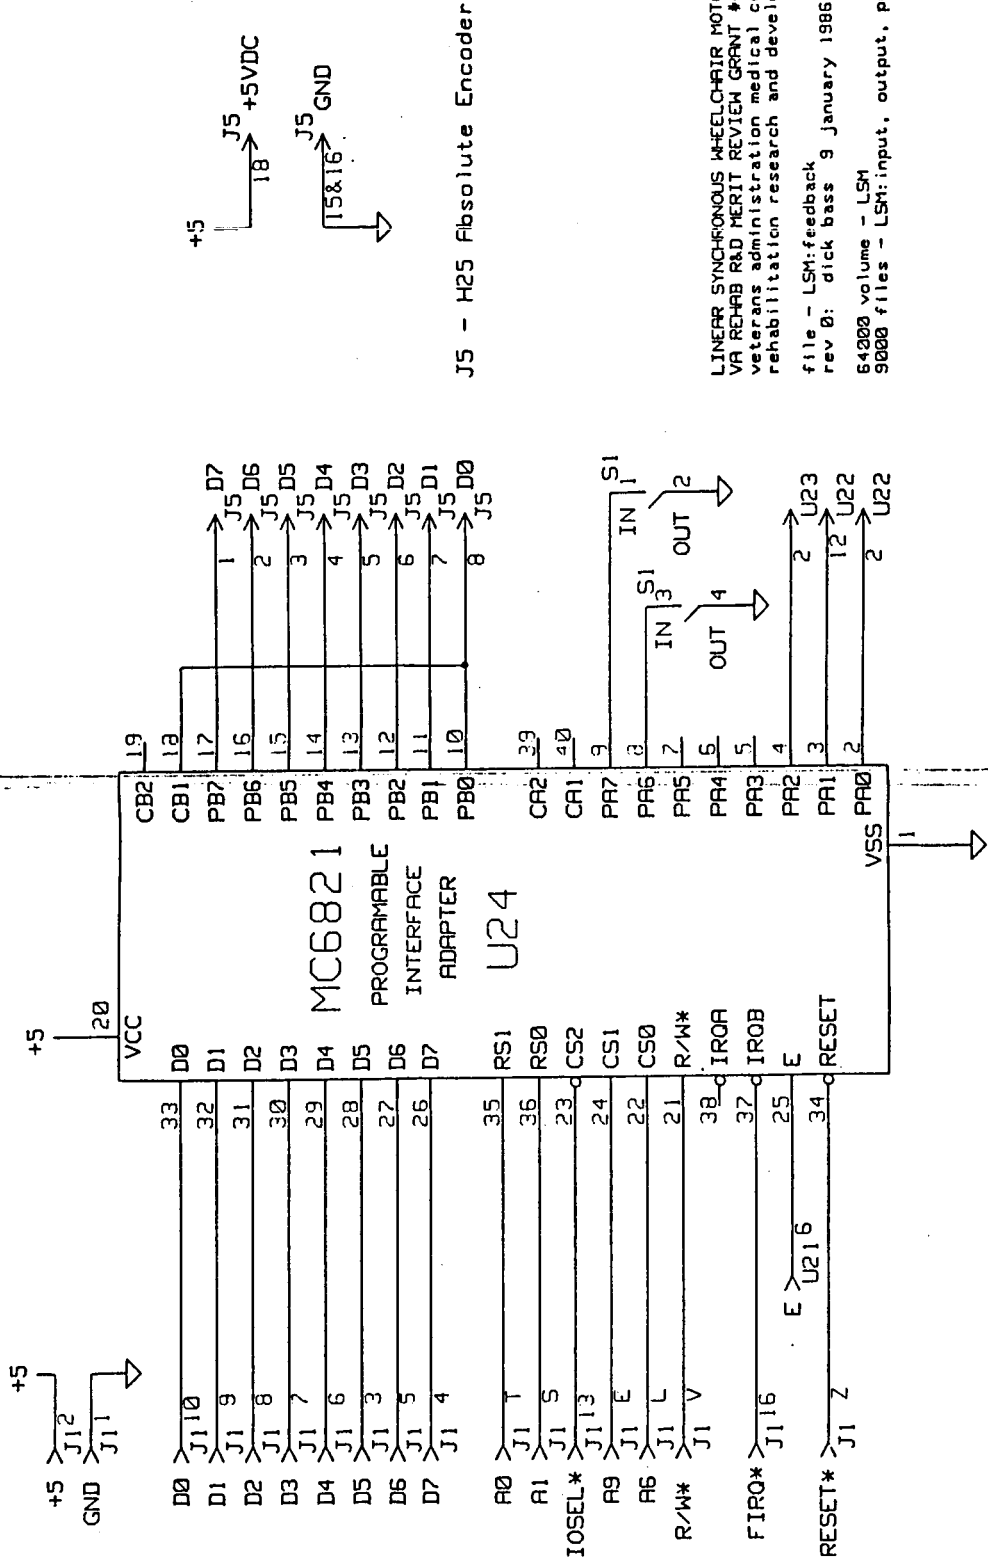 +5
+5
J1 2
GND
J1 1
D0
J1 10
D1
J1 9
D2
J1 8
D3
J1 7
D4
J1 6
D5
J1 3
D6
J1 5
D7
J1 4
A0
J1 T
A1
J1 S
IOSEL*
J1 13
A9
J1 E
A6
J1 L
R/W*
J1 V
FIRQ*
J1 16
E
U21 6
RESET*
J1 Z
+5
20
VCC
33 D0
32 D1
31 D2
30 D3
29 D4
28 D5
27 D6
26 D7
35 RS1
36 RS0
23 CS2
24 CS1
22 CS0
21 R/W*
38 IRQA
37 IRQB
25 E
34 RESET
MC6821
PROGRAMABLE
INTERFACE
ADAPTER
U24
CB2 19
CB1 18
PB7 17
PB6 16
PB5 15
PB4 14
PB3 13
PB2 12
PB1 11
PB0 10
CA2 39
CA1 40
PA7 9
PA6 8
PA5 7
PA4 6
PA3 5
PA2 4
PA1 3
PA0 2
VSS
1
1 J5 D7
2 J5 D6
3 J5 D5
4 J5 D4
5 J5 D3
6 J5 D2
7 J5 D1
8 J5 D0
S1
IN 1
OUT 2
S1
IN 3
OUT 4
2 U23
12 U22
2 U22
+5
18
J5 +5VDC
15&16
J5 GND
J5 - H25 Absolute Encoder
LINEAR SYNCHRONOUS WHEELCHAIR
VA REHAB R&D MERIT REVIEW GRANT #
veterans administration medical
rehabilitation research and
file - LSM:feedback
rev 0: dick bass 9 january 1986
64000 volume - LSM
9000 files - LSM:input, output,